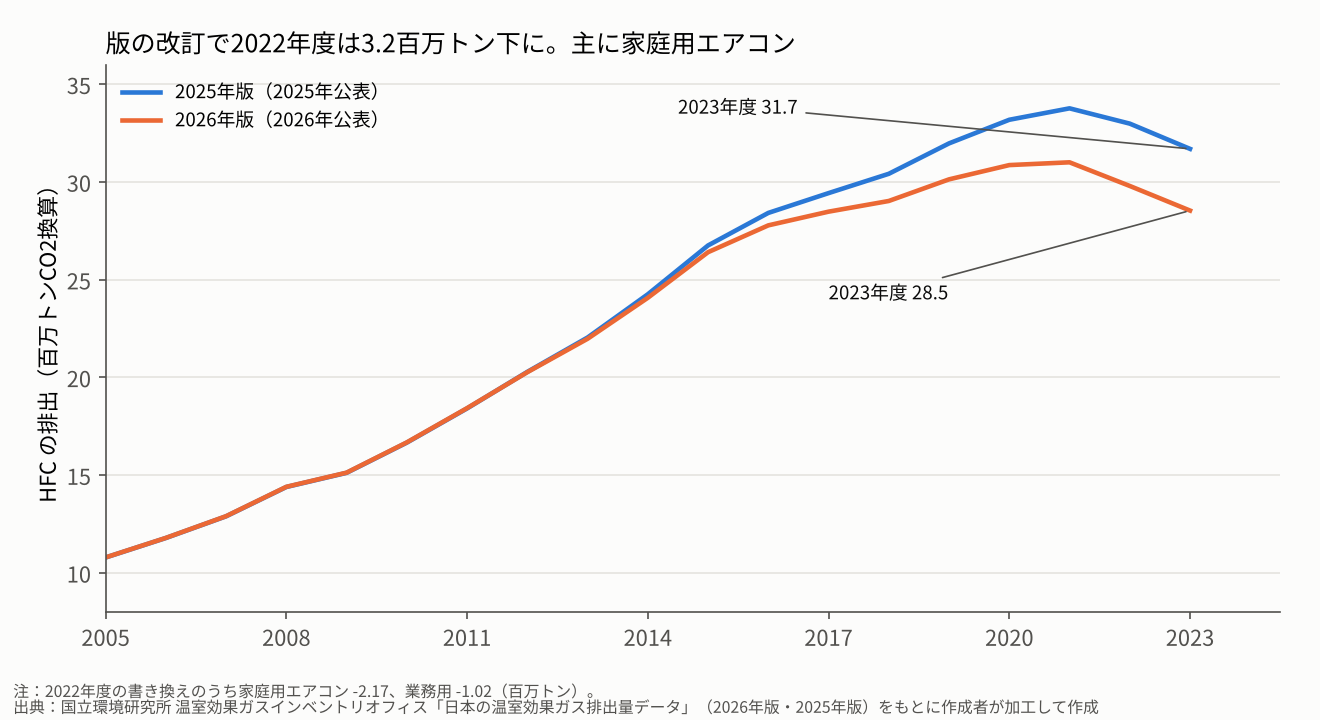 版の改訂で2022年度は3.2百万トン下に。主に家庭用エアコン
35
30
25
20
15
10
HFC の排出（百万トンCO2換算）
2025年版（2025年公表）
2026年版（2026年公表）
2023年度 31.7
2023年度 28.5
2005
2008
2011
2014
2017
2020
2023
注：2022年度の書き換えのうち家庭用エアコン -2.17、業務用 -1.02（百万トン）。
出典：国立環境研究所 温室効果ガスインベントリオフィス「日本の温室効果ガス排出量データ」（2026年版・2025年版）をもとに作成者が加工して作成